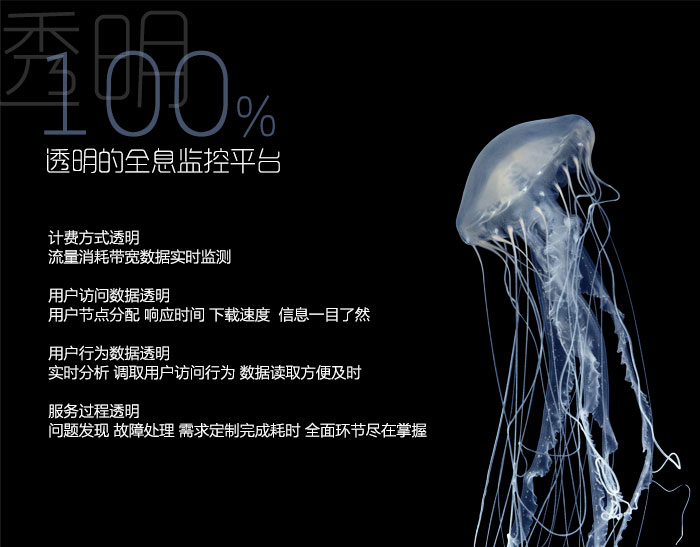 透明
100%
透明的全息监控平台
计费方式透明
流量消耗带宽数据实时监测
用户访问数据透明
用户节点分配 响应时间 下载速度 信息一目了然
用户行为数据透明
实时分析 调取用户访问行为 数据读取方便及时
服务过程透明
问题发现 故障处理 需求定制完成耗时 全面环节尽在掌握